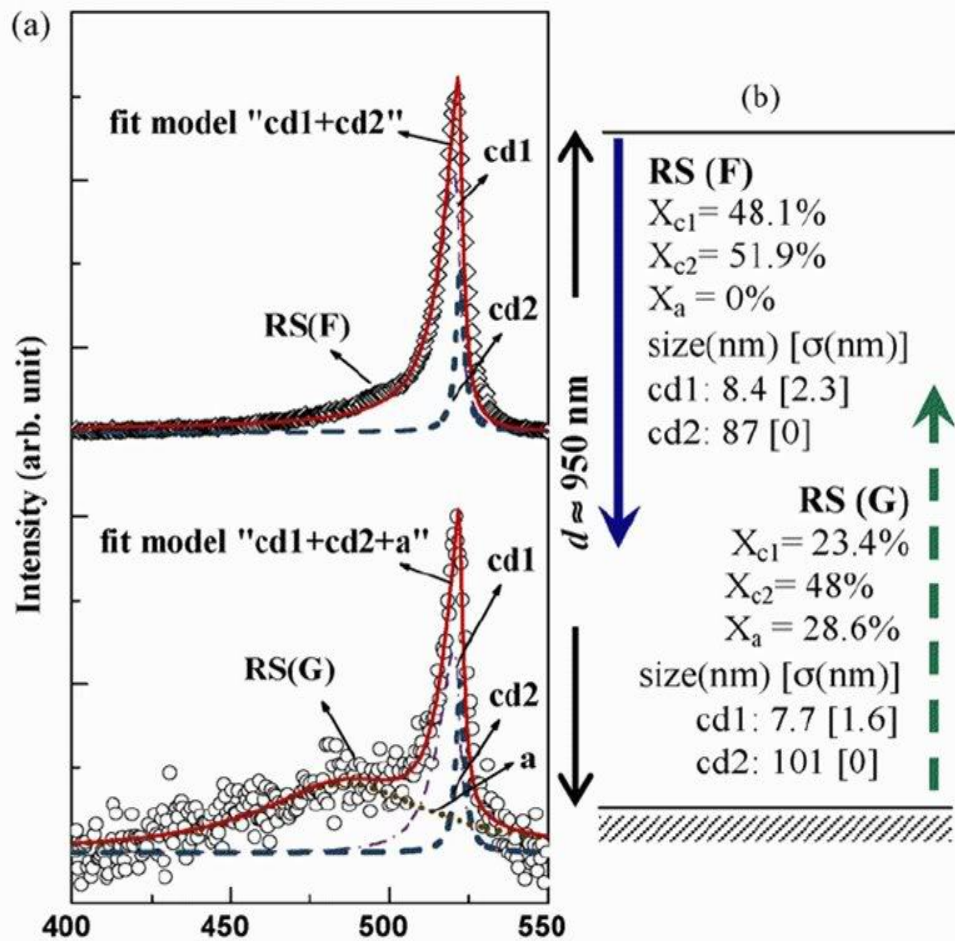 (a)
fit model "cd1+cd2"
cd1
cd2
RS(F)
fit model "cd1+cd2+a"
cd1
RS(G)
cd2
a
Intensity (arb. unit)
400 450 500 550
(b)
d ≈ 950 nm
RS (F)
Xc1= 48.1%
Xc2= 51.9%
Xa = 0%
size(nm) [σ(nm)]
cd1: 8.4 [2.3]
cd2: 87 [0]
RS (G)
Xc1= 23.4%
Xc2= 48%
Xa = 28.6%
size(nm) [σ(nm)]
cd1: 7.7 [1.6]
cd2: 101 [0]